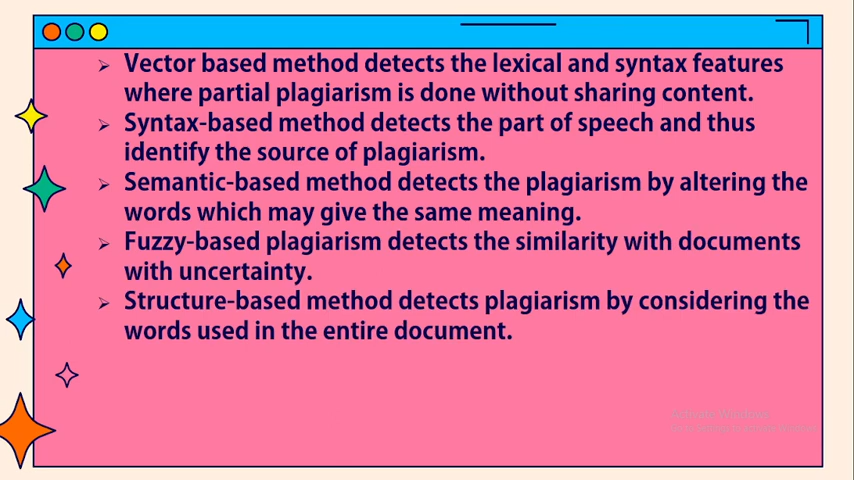 Vector based method detects the lexical and syntax features
where partial plagiarism is done without sharing content.
Syntax-based method detects the part of speech and thus
identify the source of plagiarism.
Semantic-based method detects the plagiarism by altering the
words which may give the same meaning.
Fuzzy-based plagiarism detects the similarity with documents
with uncertainty.
Structure-based method detects plagiarism by considering the
words used in the entire document.
Activate Windows